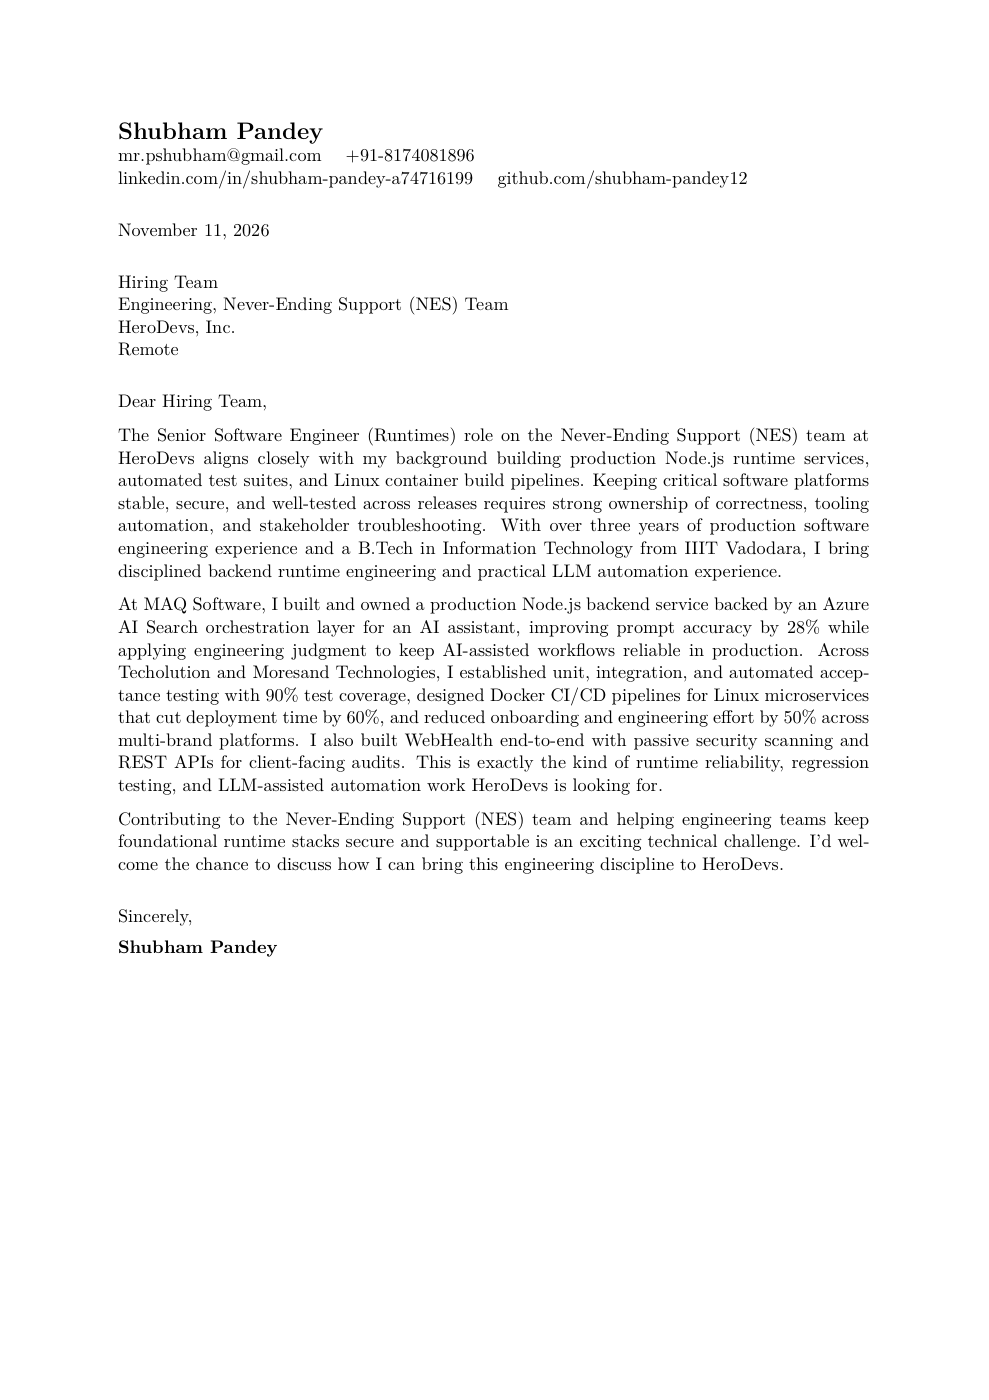 Shubham Pandey
mr.pshubham@gmail.com +91-8174081896
linkedin.com/in/shubham-pandey-a74716199 github.com/shubham-pandey12
November 11, 2026
Hiring Team
Engineering, Never-Ending Support (NES) Team
HeroDevs, Inc.
Remote
Dear Hiring Team,
The Senior Software Engineer (Runtimes) role on the Never-Ending Support (NES) team at
HeroDevs aligns closely with my background building production Node.js runtime services,
automated test suites, and Linux container build pipelines. Keeping critical software platforms
stable, secure, and well-tested across releases requires strong ownership of correctness, tooling
automation, and stakeholder troubleshooting. With over three years of production software
engineering experience and a B.Tech in Information Technology from IIIT Vadodara, I bring
disciplined backend runtime engineering and practical LLM automation experience.
At MAQ Software, I built and owned a production Node.js backend service backed by an Azure
AI Search orchestration layer for an AI assistant, improving prompt accuracy by 28% while
applying engineering judgment to keep AI-assisted workflows reliable in production. Across
Techolution and Moresand Technologies, I established unit, integration, and automated accep-
tance testing with 90% test coverage, designed Docker CI/CD pipelines for Linux microservices
that cut deployment time by 60%, and reduced onboarding and engineering effort by 50% across
multi-brand platforms. I also built WebHealth end-to-end with passive security scanning and
REST APIs for client-facing audits. This is exactly the kind of runtime reliability, regression
testing, and LLM-assisted automation work HeroDevs is looking for.
Contributing to the Never-Ending Support (NES) team and helping engineering teams keep
foundational runtime stacks secure and supportable is an exciting technical challenge. I'd wel-
come the chance to discuss how I can bring this engineering discipline to HeroDevs.
Sincerely,
Shubham Pandey